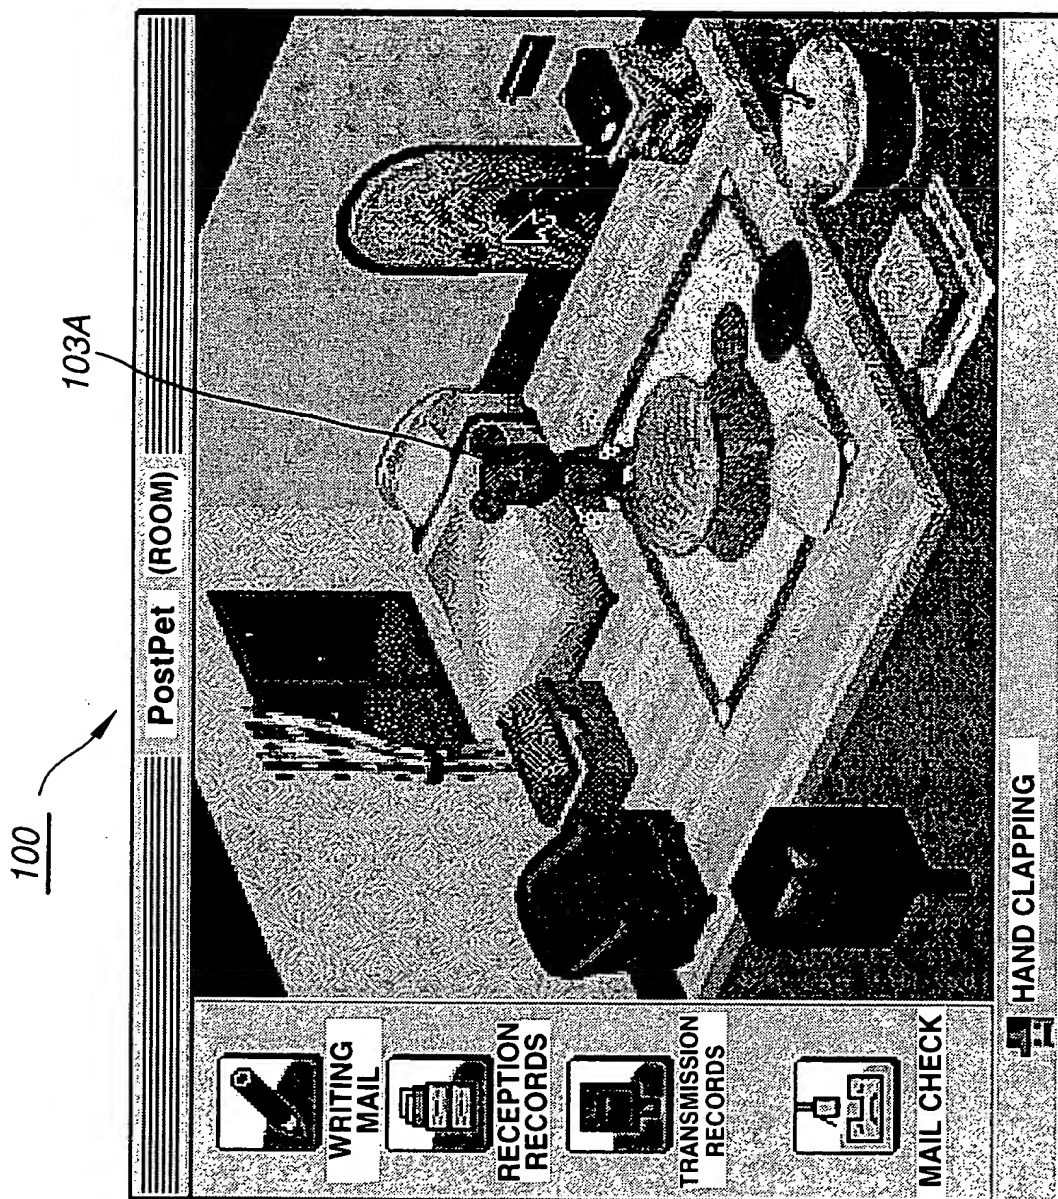 100
103A
PostPet (ROOM)
WRITING
MAIL
RECEPTION
RECORDS
TRANSMISSION
RECORDS
MAIL CHECK
HAND CLAPPING